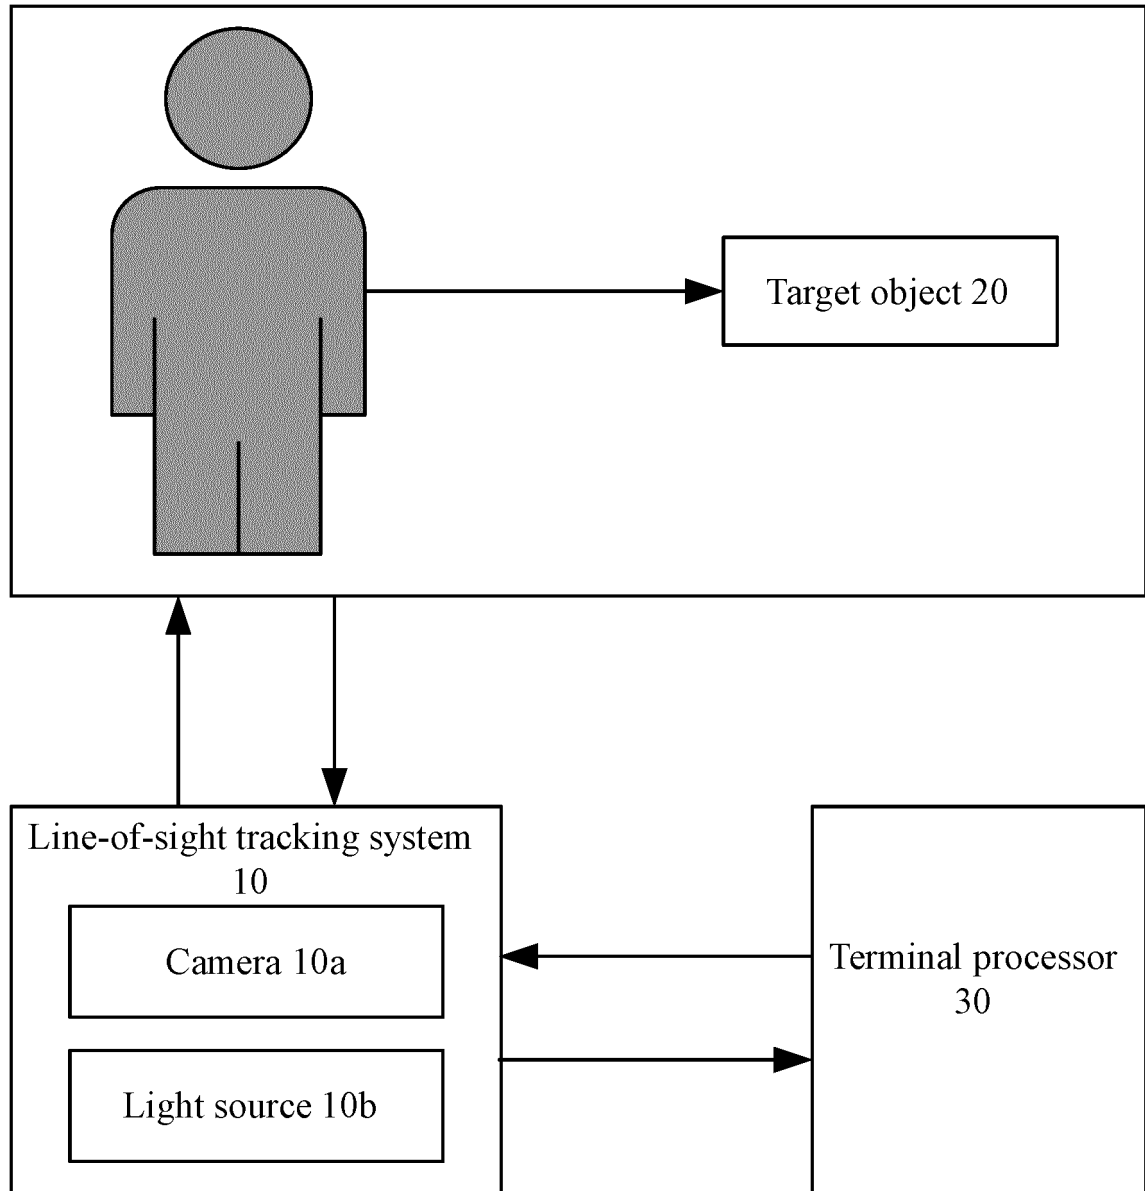 Target object 20
Line-of-sight tracking system
10
Camera 10a
Light source 10b
Terminal processor
30